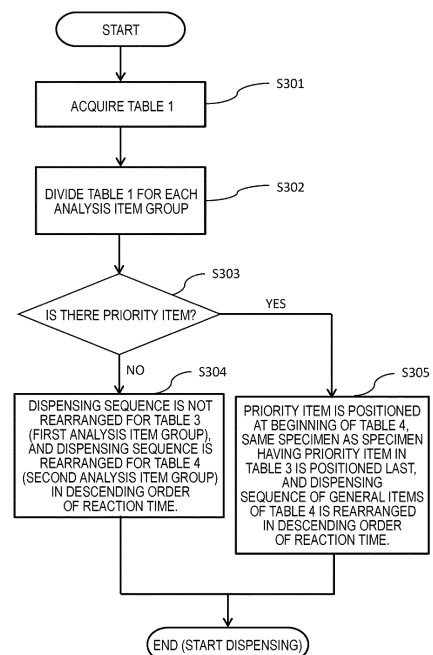 START
S301
ACQUIRE TABLE 1
S302
DIVIDE TABLE 1 FOR EACH
ANALYSIS ITEM GROUP
S303
IS THERE PRIORITY ITEM?
YES
NO
S304
DISPENSING SEQUENCE IS NOT
REARRANGED FOR TABLE 3
(FIRST ANALYSIS ITEM GROUP),
AND DISPENSING SEQUENCE IS
REARRANGED FOR TABLE 4
(SECOND ANALYSIS ITEM GROUP)
IN DESCENDING ORDER
OF REACTION TIME.
S305
PRIORITY ITEM IS POSITIONED
AT BEGINNING OF TABLE 4,
SAME SPECIMEN AS SPECIMEN
HAVING PRIORITY ITEM IN
TABLE 3 IS POSITIONED LAST,
AND DISPENSING
SEQUENCE OF GENERAL ITEMS
OF TABLE 4 IS REARRANGED
IN DESCENDING ORDER
OF REACTION TIME.
END (START DISPENSING)